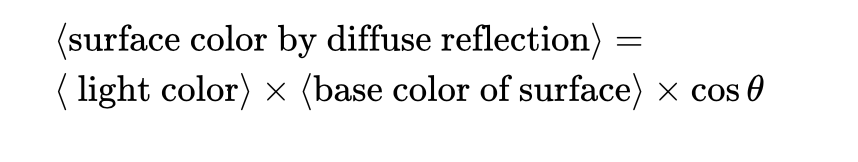 ⟨surface color by diffuse reflection⟩ =
⟨ light color⟩ × ⟨base color of surface⟩ × cos θ